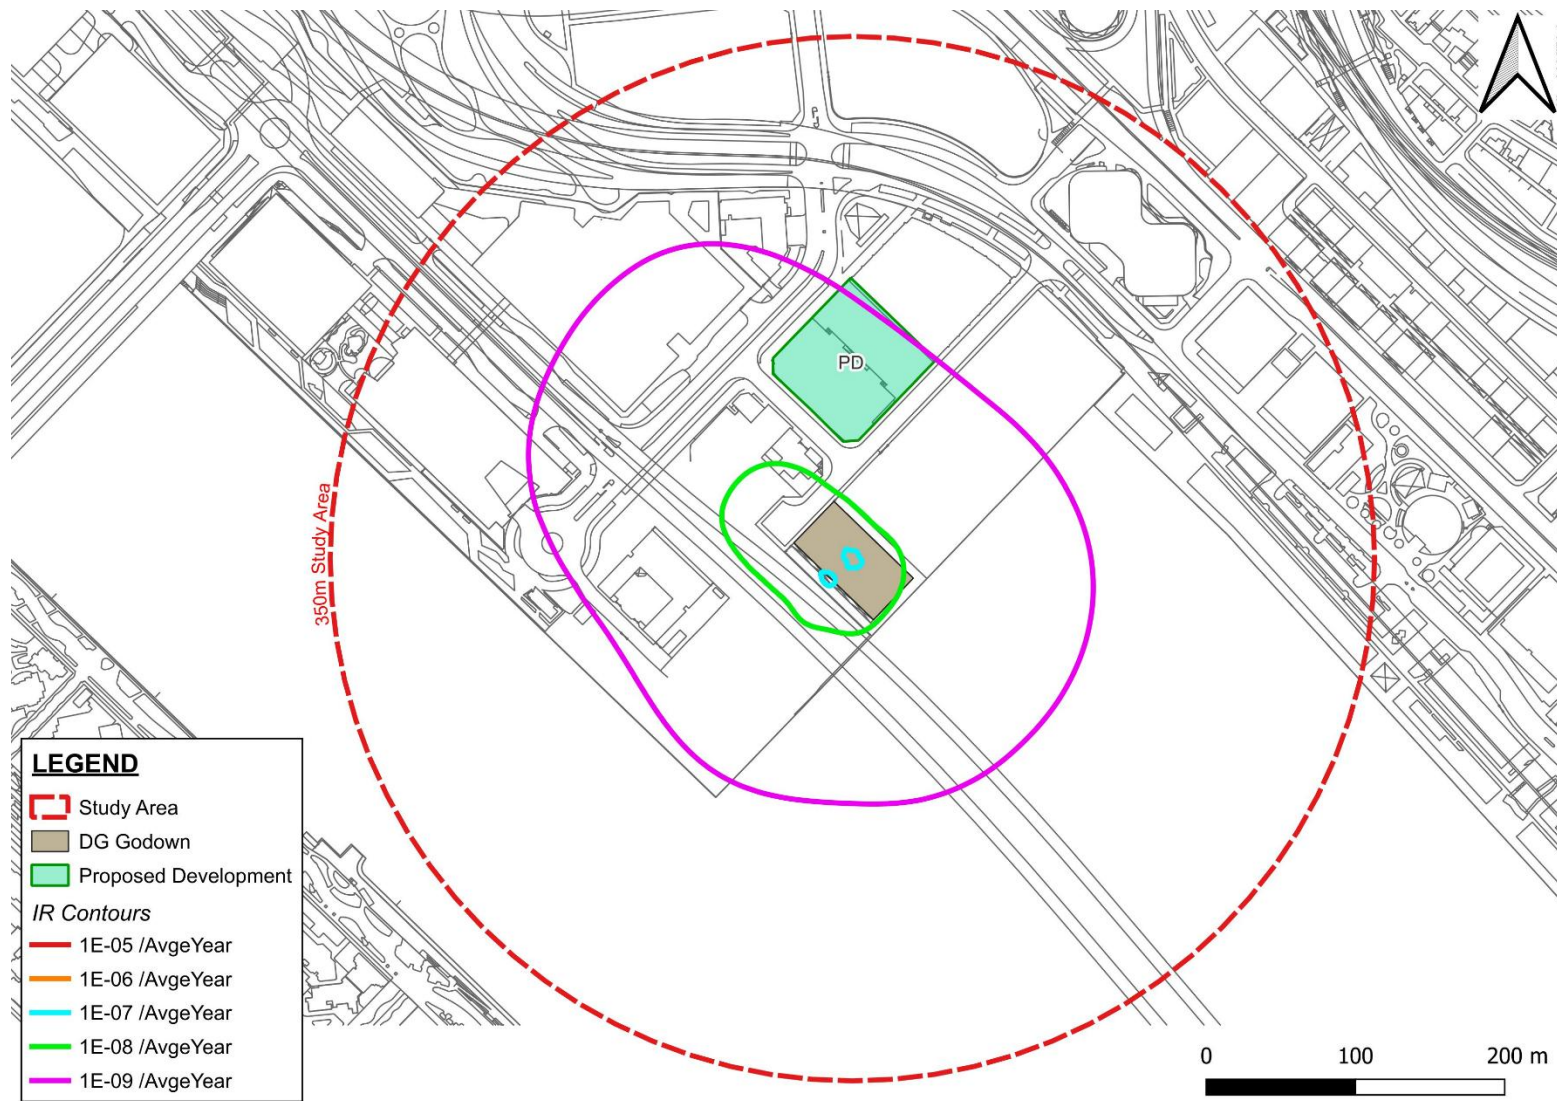 PD
350m Study Area
LEGEND
Study Area
DG Godown
Proposed Development
IR Contours
1E-05 /AvgeYear
1E-06 /AvgeYear
1E-07 /AvgeYear
1E-08 /AvgeYear
1E-09 /AvgeYear
0 100 200 m